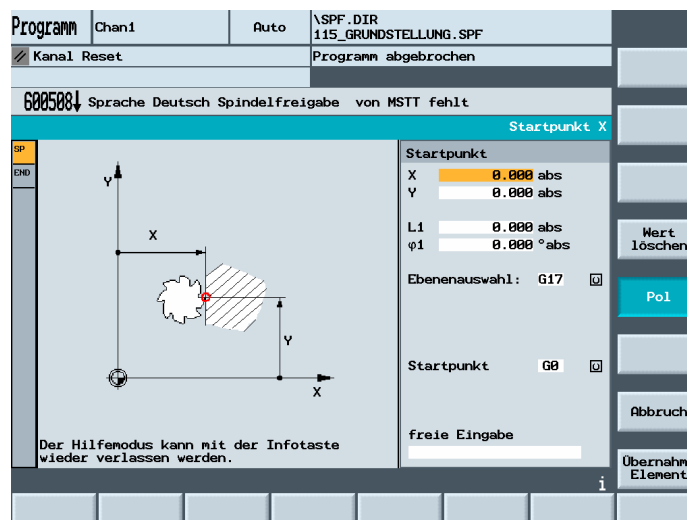 Programm Chan1 Auto \SPF.DIR
115_GRUNDSTELLUNG.SPF
Kanal Reset Programm abgebrochen
600508↓ Sprache Deutsch Spindelfreigabe von MSTT fehlt
Startpunkt X
SP
END
Y
X
Y
X
Der Hilfemodus kann mit der Infotaste
wieder verlassen werden.
Startpunkt
X 0.000 abs
Y 0.000 abs
L1 0.000 abs
φ1 0.000 °abs
Ebenenauswahl: G17
Startpunkt G0
freie Eingabe
i
Wert
löschen
Pol
Abbruch
Übernahm
Element